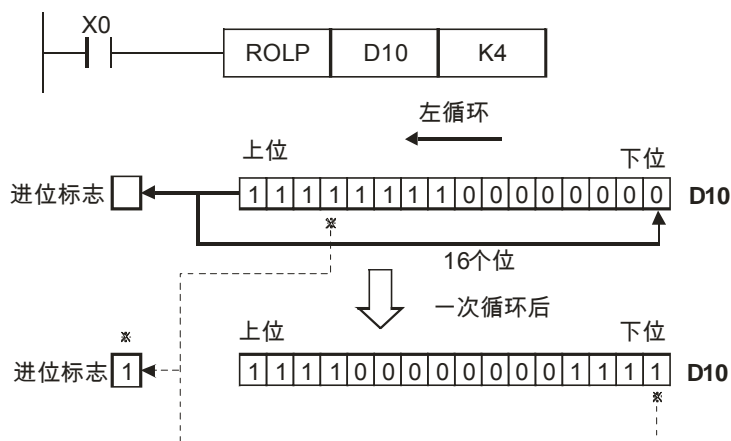 X0
ROLP D10 K4
左循环
上位 下位
进位标志 1 1 1 1 1 1 1 1 0 0 0 0 0 0 0 0 D10
※
16个位
一次循环后
※ 上位 下位
进位标志 1 1 1 1 1 0 0 0 0 0 0 0 0 1 1 1 1 D10
※